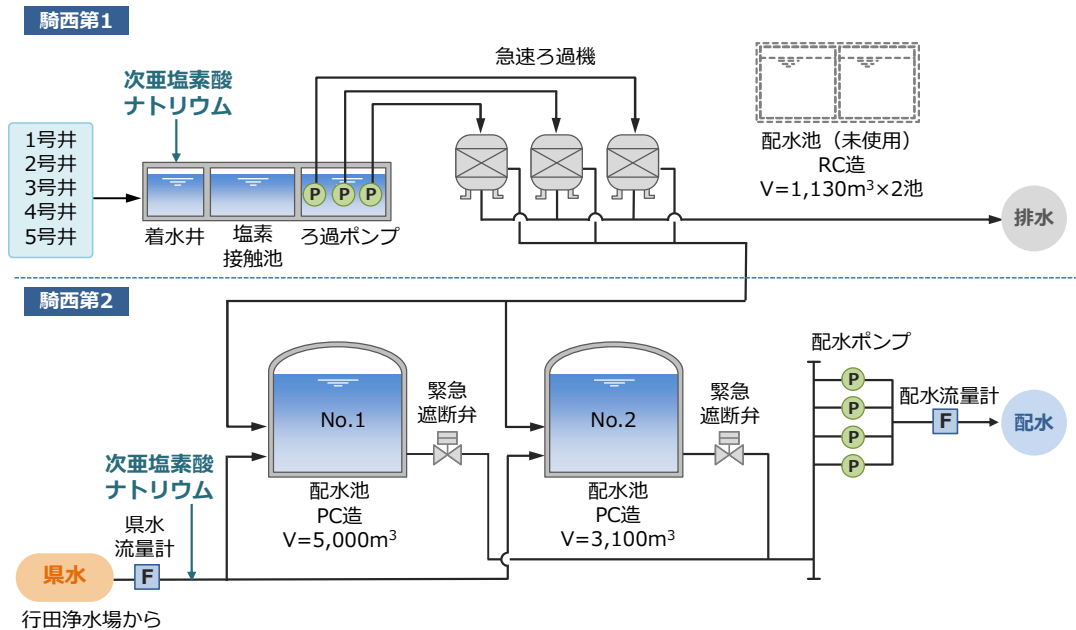 騎西第1
急速ろ過機
次亜塩素酸
ナトリウム
1号井
2号井
3号井
4号井
5号井
P
P
P
着水井
塩素
接触池
ろ過ポンプ
配水池（未使用）
RC造
V=1,130m³×2池
排水
騎西第2
No.1
緊急
遮断弁
配水池
PC造
V=5,000m³
No.2
緊急
遮断弁
配水池
PC造
V=3,100m³
配水ポンプ
P
P
P
P
配水流量計
F
配水
次亜塩素酸
ナトリウム
県水
流量計
県水
F
行田浄水場から